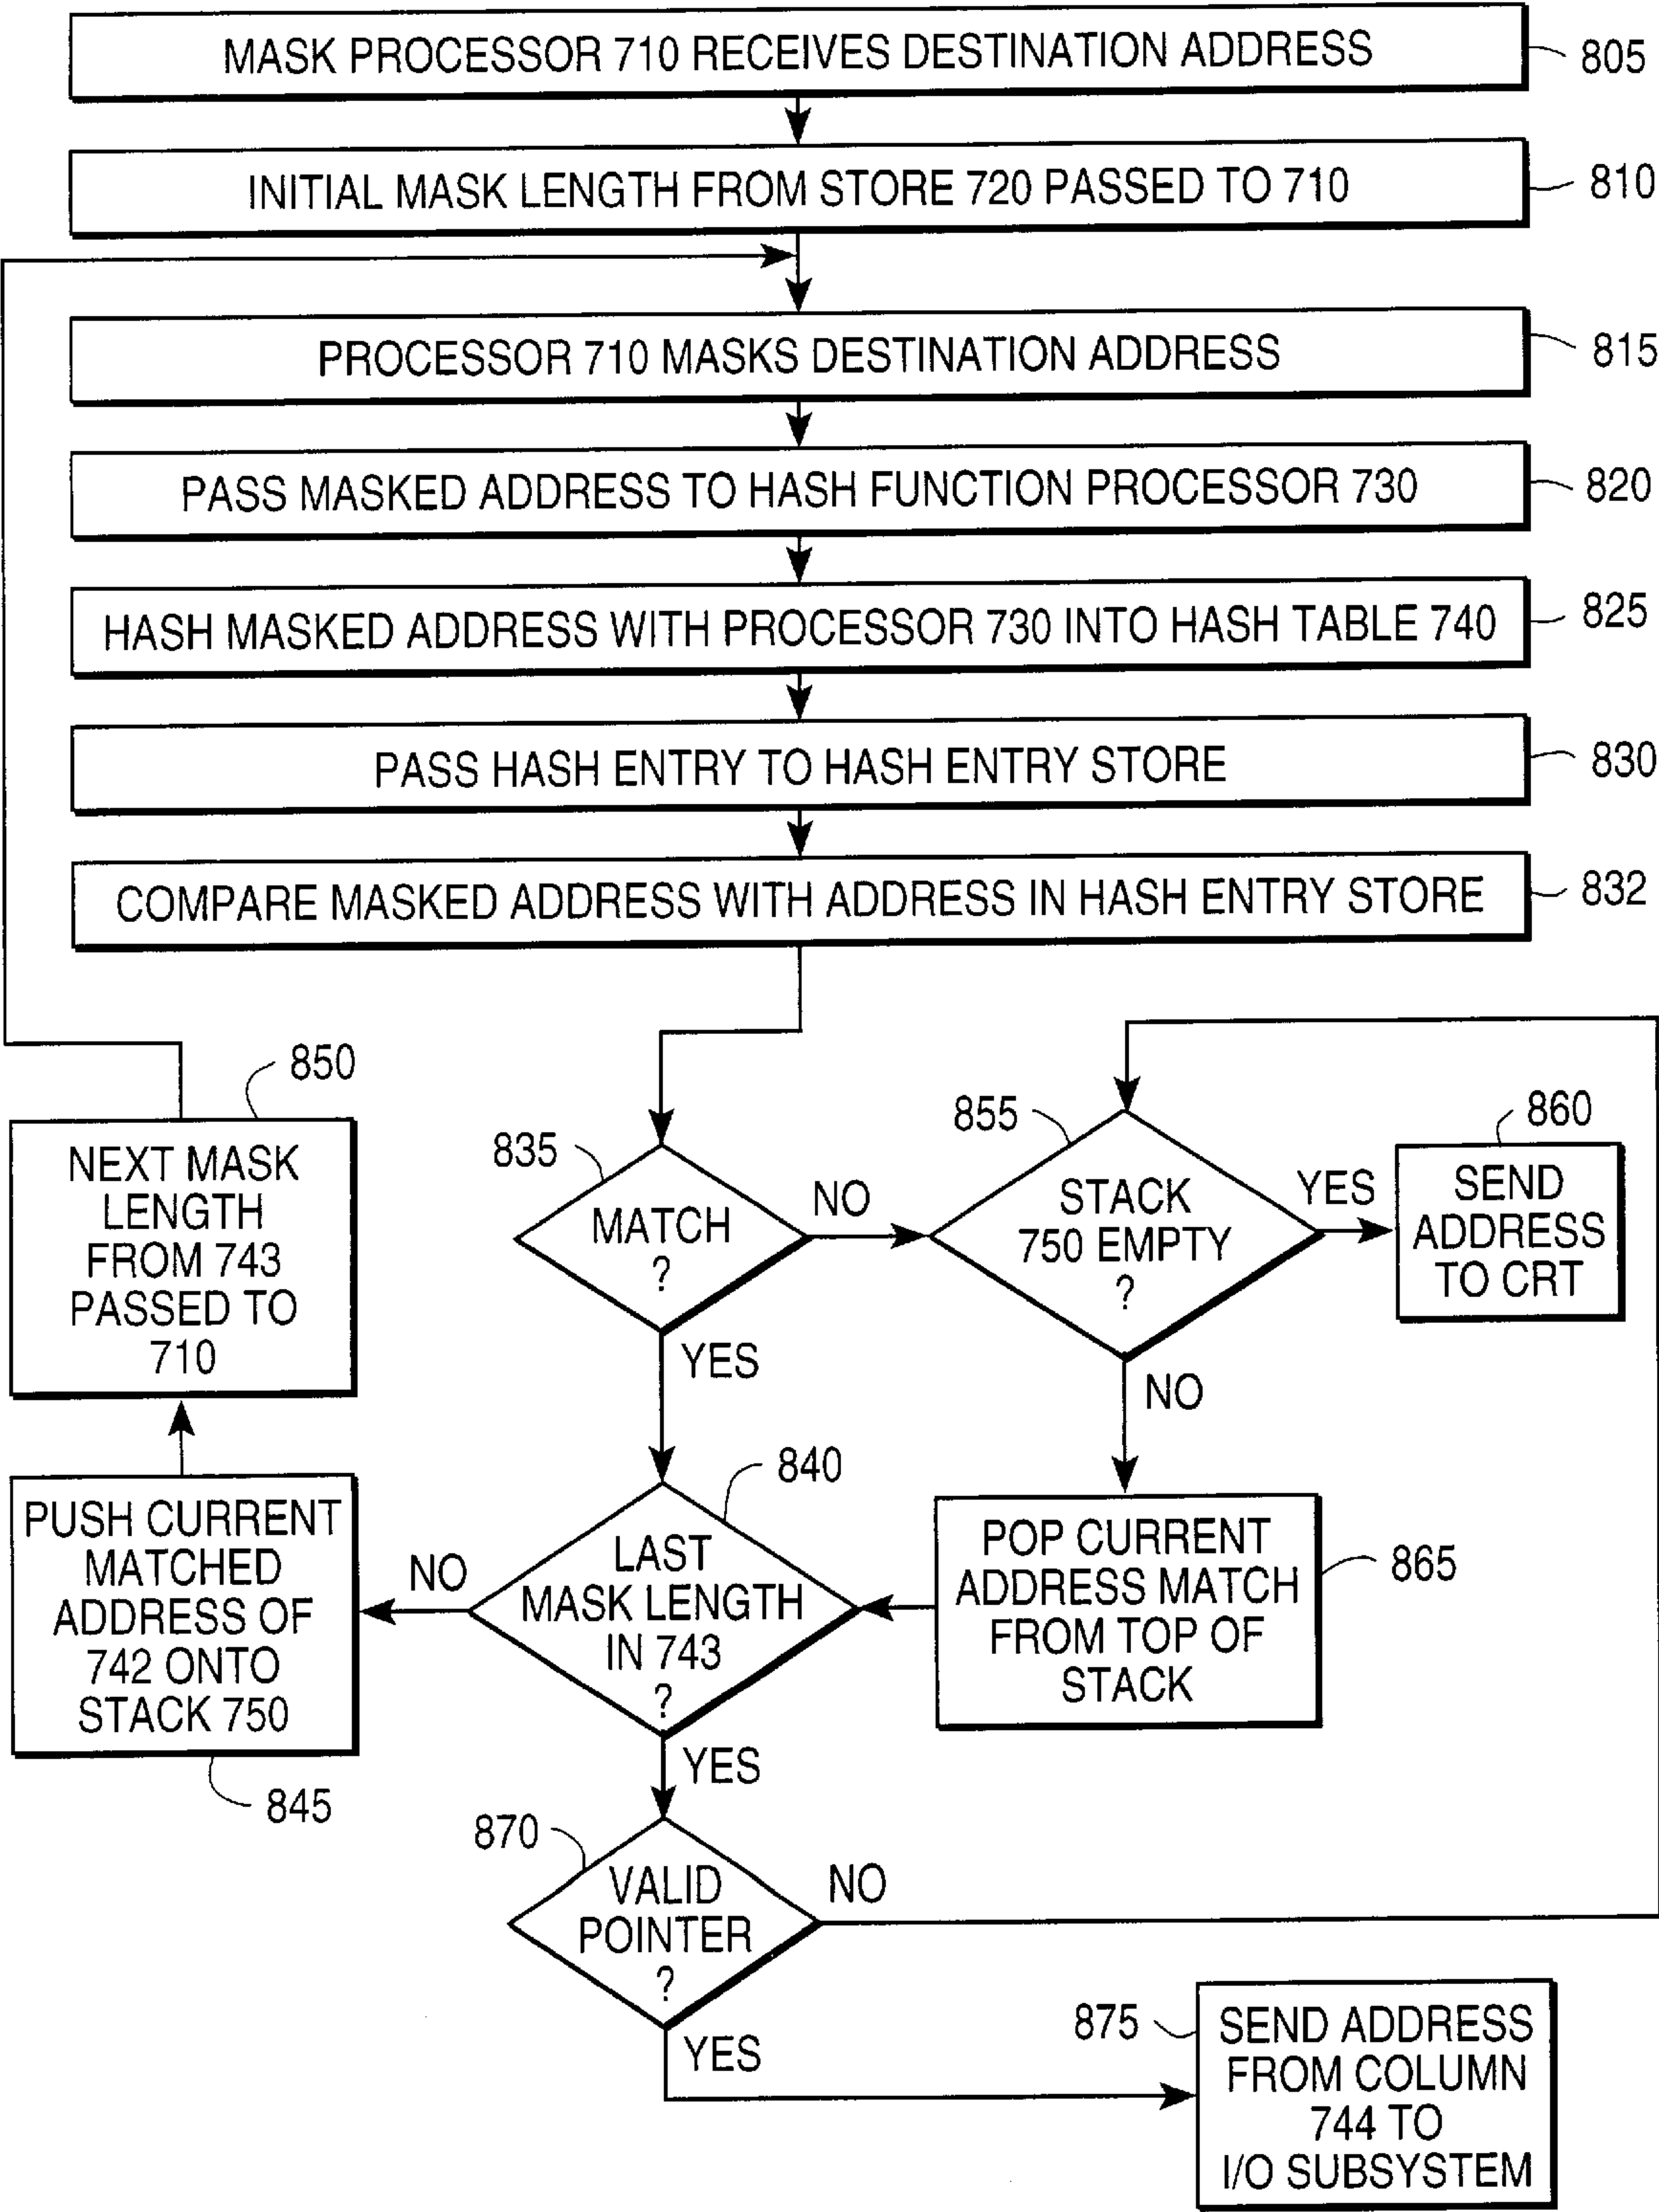 MASK PROCESSOR 710 RECEIVES DESTINATION ADDRESS
805
INITIAL MASK LENGTH FROM STORE 720 PASSED TO 710
810
PROCESSOR 710 MASKS DESTINATION ADDRESS
815
PASS MASKED ADDRESS TO HASH FUNCTION PROCESSOR 730
820
HASH MASKED ADDRESS WITH PROCESSOR 730 INTO HASH TABLE 740
825
PASS HASH ENTRY TO HASH ENTRY STORE
830
COMPARE MASKED ADDRESS WITH ADDRESS IN HASH ENTRY STORE
832
850
NEXT MASK
LENGTH
FROM 743
PASSED TO
710
835
MATCH
?
NO
YES
855
STACK
750 EMPTY
?
YES
NO
860
SEND
ADDRESS
TO CRT
PUSH CURRENT
MATCHED
ADDRESS OF
742 ONTO
STACK 750
845
NO
840
LAST
MASK LENGTH
IN 743
?
YES
POP CURRENT
ADDRESS MATCH
FROM TOP OF
STACK
865
870
VALID
POINTER
?
NO
YES
875
SEND ADDRESS
FROM COLUMN
744 TO
I/O SUBSYSTEM